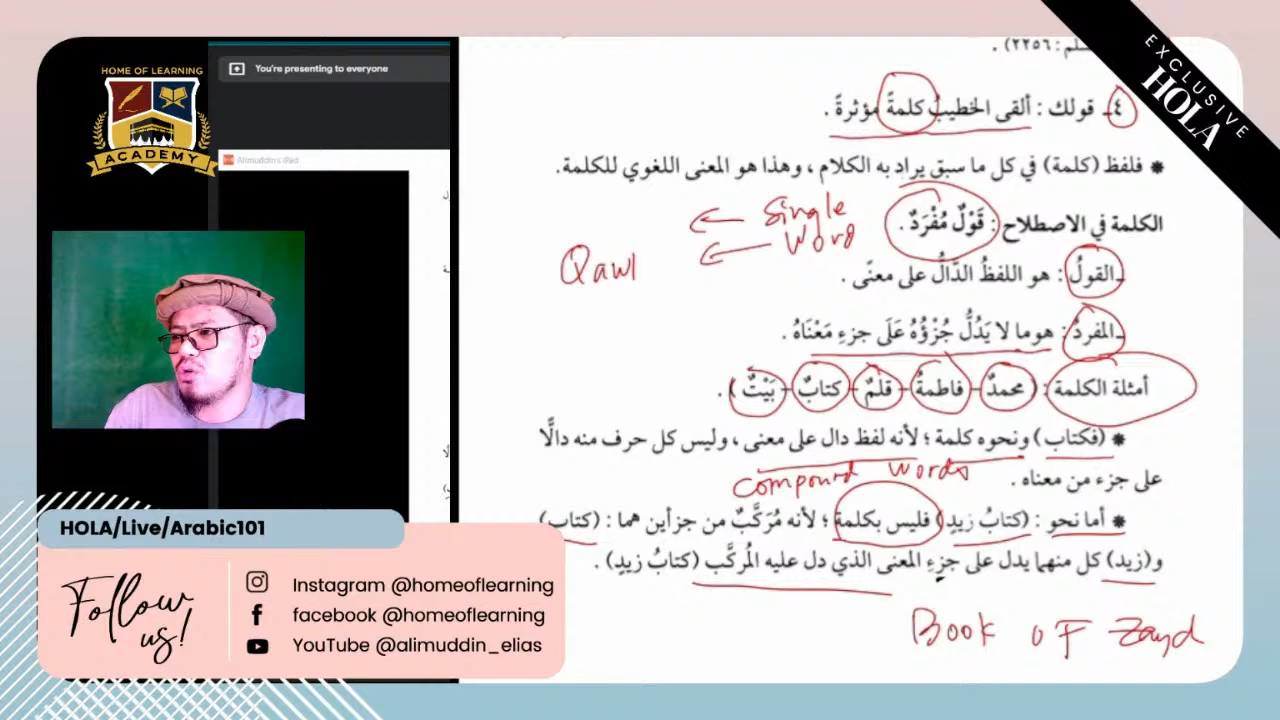 HOME OF LEARNING
ACADEMY
You're presenting to everyone
Alimuddin's iPad
EXCLUSIVE
HOLA
٢٢٥٦) .
٤ـ قولك : ألقى الخطيبُ كلمةً مؤثرةً .
* فلفظ (كلمة) في كل ما سبق يراد به الكلام ، وهذا هو المعنى اللغوي للكلمة .
الكلمة في الاصطلاح : قَوْلٌ مُفْرَدٌ .
Single
Word
Qawl
ـ القولُ : هو اللفظُ الدَّالُّ على معنًى .
ـ المفردُ : هو ما لا يَدُلُّ جُزْؤُهُ عَلَى جزءِ مَعْنَاهُ .
أمثلة الكلمة : ( محمدٌ – فاطمةُ – قلمٌ – كتابٌ – بَيْتٌ ) .
* (فكتاب) ونحوه كلمة ؛ لأنه لفظ دال على معنى ، وليس كل حرف منه دالًّا
على جزء من معناه .
compound words
* أما نحو : (كتابُ زيدٍ) فليس بكلمة ؛ لأنه مُرَكَّبٌ من جزأين هما : (كتاب)
و(زيد) كل منهما يدل على جزءِ المعنى الذي دل عليه المُركَّب (كتابُ زيدٍ) .
Book of Zayd
HOLA/Live/Arabic101
Follow us!
Instagram @homeoflearning
facebook @homeoflearning
YouTube @alimuddin_elias